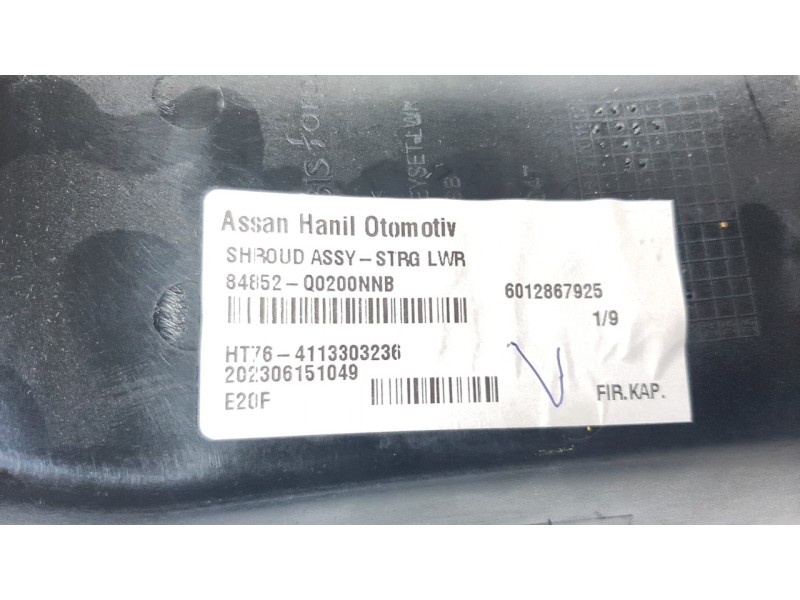 Assan Hanil Otomotiv
SHROUD ASSY-STRG LWR
84852-Q0200NNB
6012867925
1/9
HT76-4113303236
202306151049
E20F
FIR.KAP.